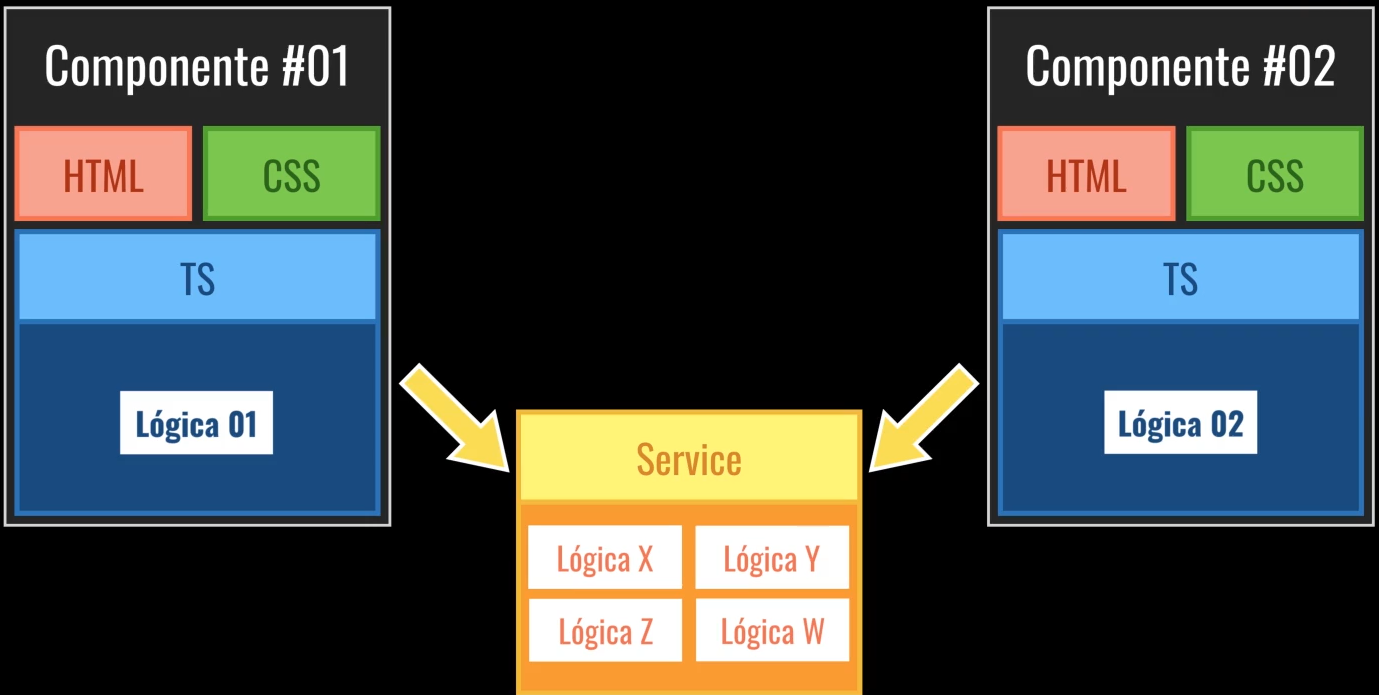 Componente #01
HTML
CSS
TS
Lógica 01
Componente #02
HTML
CSS
TS
Lógica 02
Service
Lógica X
Lógica Y
Lógica Z
Lógica W